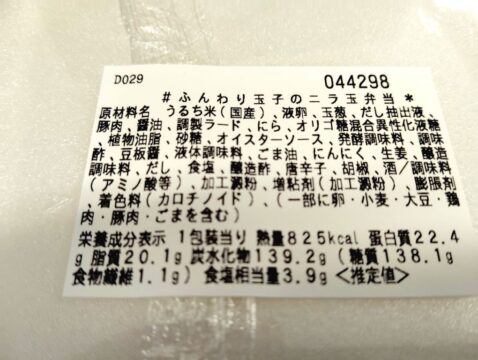 D029 044298
#ふんわり玉子のニラ玉弁当*
原材料名 うるち米(国産)、液卵、玉葱、だし抽出液、
豚肉、醤油、調製ラード、にら、オリゴ糖混合異性化液糖
、植物油脂、砂糖、オイスターソース、発酵調味料、調味
酢、豆板醤、液体調味料、ごま油、にんにく、生姜、醸造
調味料、だし、食塩、醸造酢、唐辛子、胡椒、酒/調味料
(アミノ酸等)、加工澱粉、増粘剤(加工澱粉)、膨脹剤
、着色料(カロチノイド)、(一部に卵・小麦・大豆・鶏
肉・豚肉・ごまを含む)
栄養成分表示 1包装当り 熱量825kcal 蛋白質22.4
g 脂質20.1g 炭水化物139.2g (糖質138.1g
食物繊維1.1g) 食塩相当量3.9g <推定値>